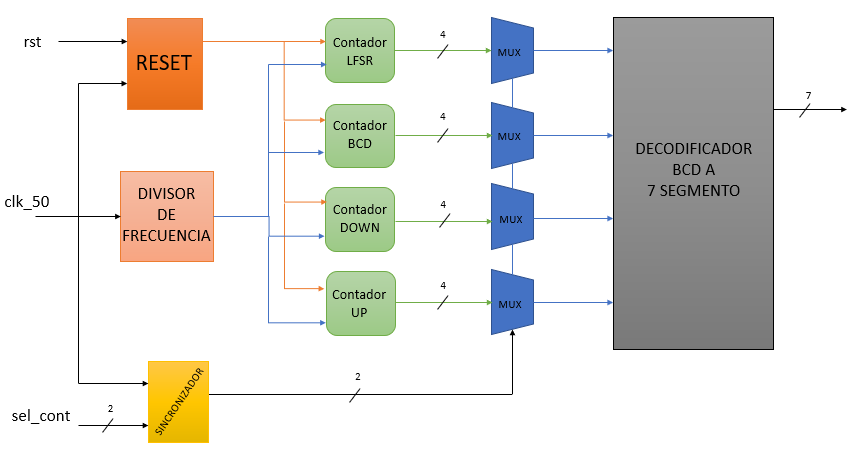 rst
RESET
Contador
LFSR
4
MUX
Contador
BCD
4
MUX
clk_50
DIVISOR
DE
FRECUENCIA
Contador
DOWN
4
MUX
Contador
UP
4
MUX
DECODIFICADOR
BCD A
7 SEGMENTO
7
sel_cont
2
SINCRONIZADOR
2